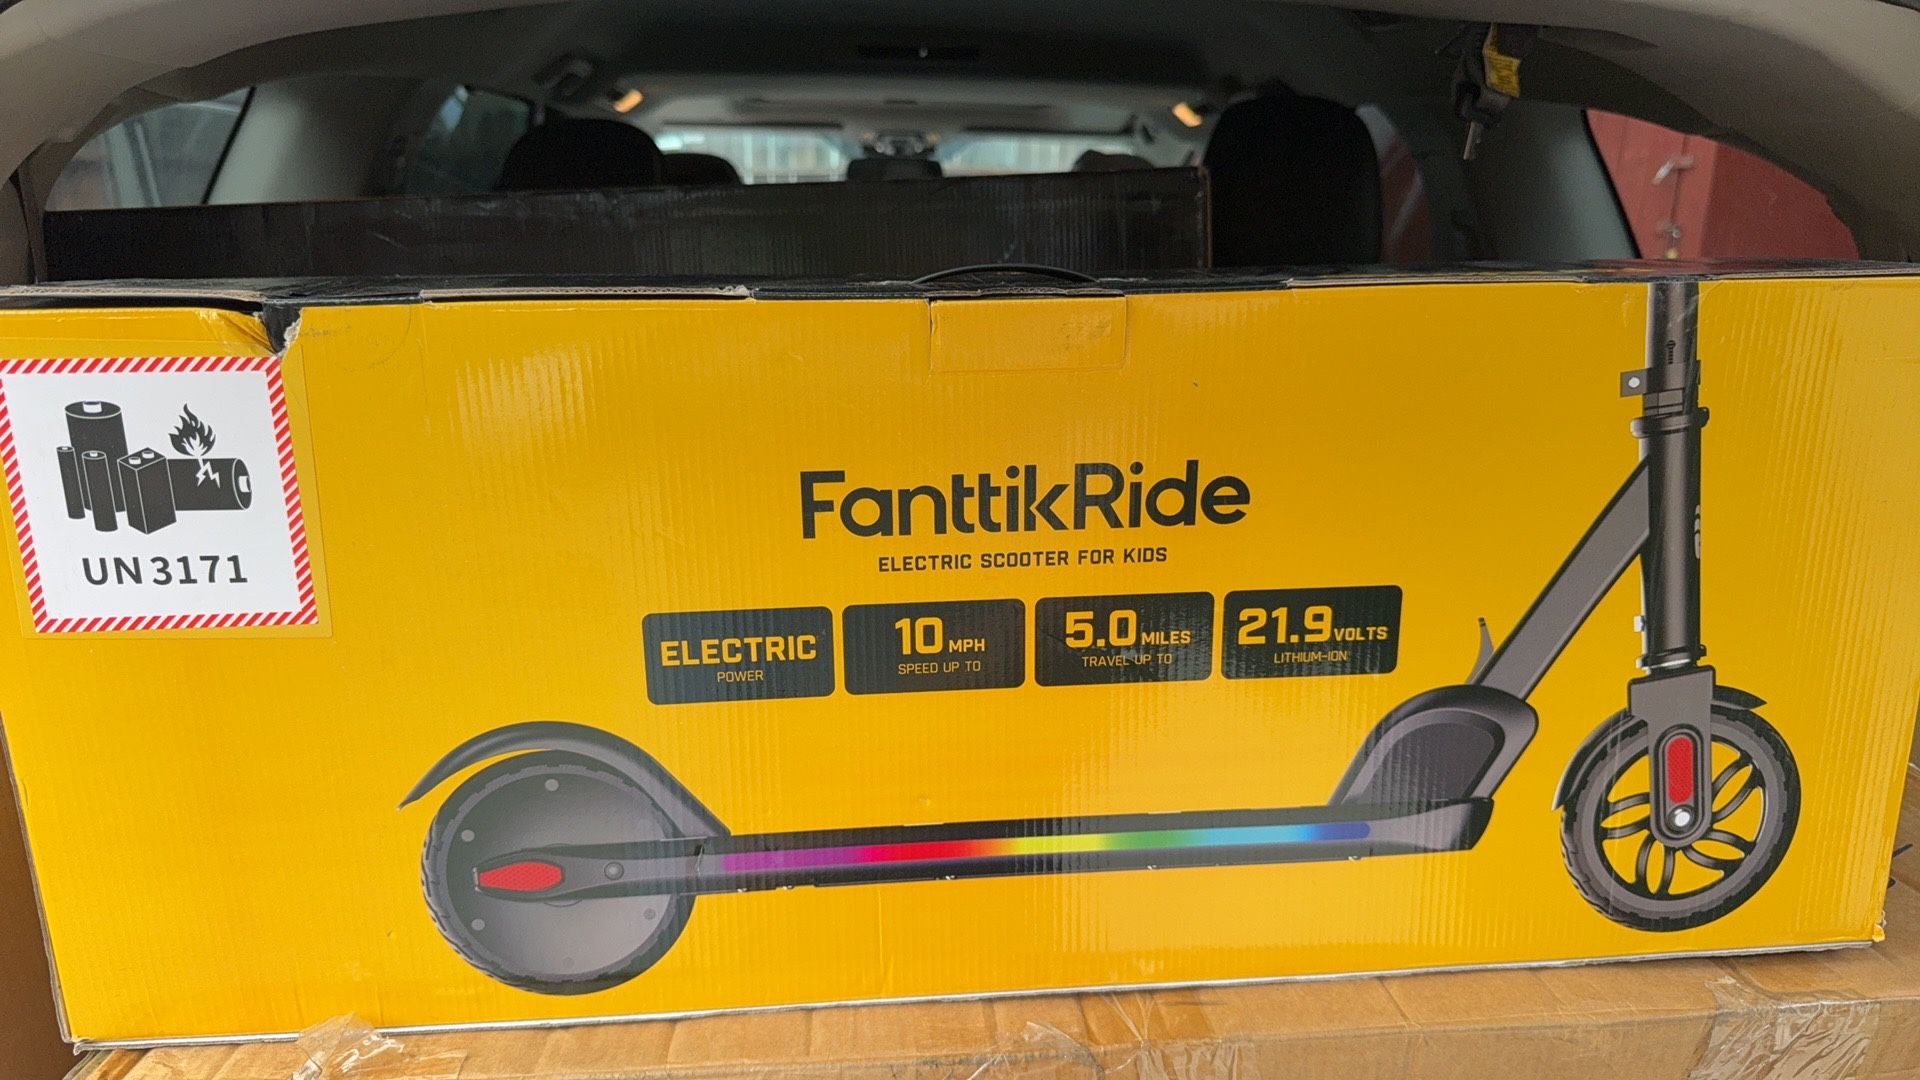 UN3171
FanttikRide
ELECTRIC SCOOTER FOR KIDS
ELECTRIC
POWER
10 MPH
SPEED UP TO
5.0 MILES
TRAVEL UP TO
21.9 VOLTS
LITHIUM-ION